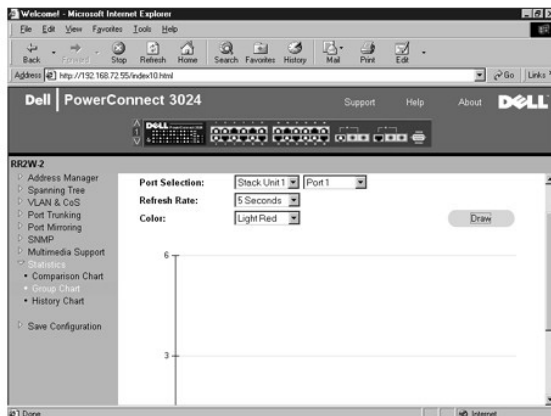 Welcome! - Microsoft Internet Explorer
File Edit View Favorites Tools Help
Back Forward Stop Refresh Home Search Favorites History Mail Print Edit
Address http://192.168.72.55/index10.html Go Links
Dell PowerConnect 3024 Support Help About DELL
1
DELL
RR2W-2
Address Manager
Spanning Tree
VLAN & CoS
Port Trunking
Port Mirroring
SNMP
Multimedia Support
Statistics
Comparison Chart
Group Chart
History Chart
Save Configuration
Port Selection: Stack Unit 1 Port 1
Refresh Rate: 5 Seconds
Color: Light Red Draw
6
3
Done Internet